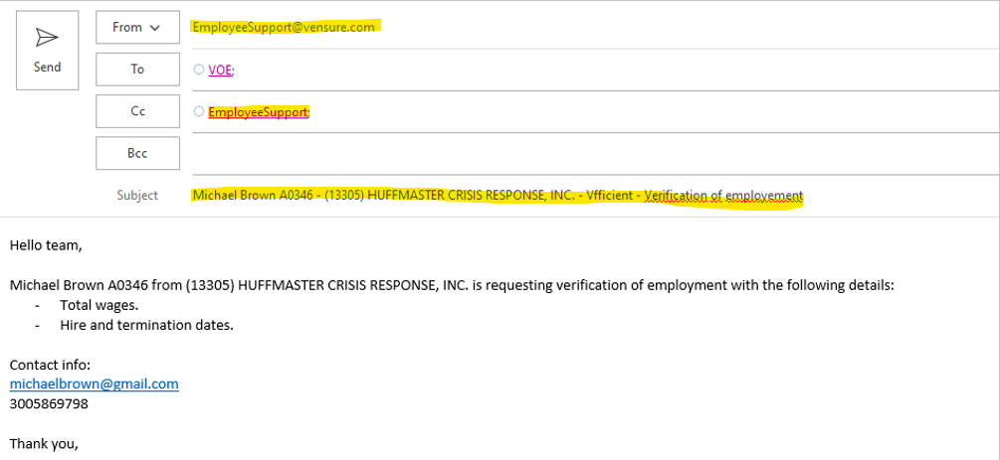 From
EmployeeSupport@vensure.com
Send
To
VOE;
Cc
EmployeeSupport;
Bcc
Subject
Michael Brown A0346 - (13305) HUFFMASTER CRISIS RESPONSE, INC. - Vfficient - Verification of employement
Hello team,
Michael Brown A0346 from (13305) HUFFMASTER CRISIS RESPONSE, INC. is requesting verification of employment with the following details:
- Total wages.
- Hire and termination dates.
Contact info:
michaelbrown@gmail.com
3005869798
Thank you,